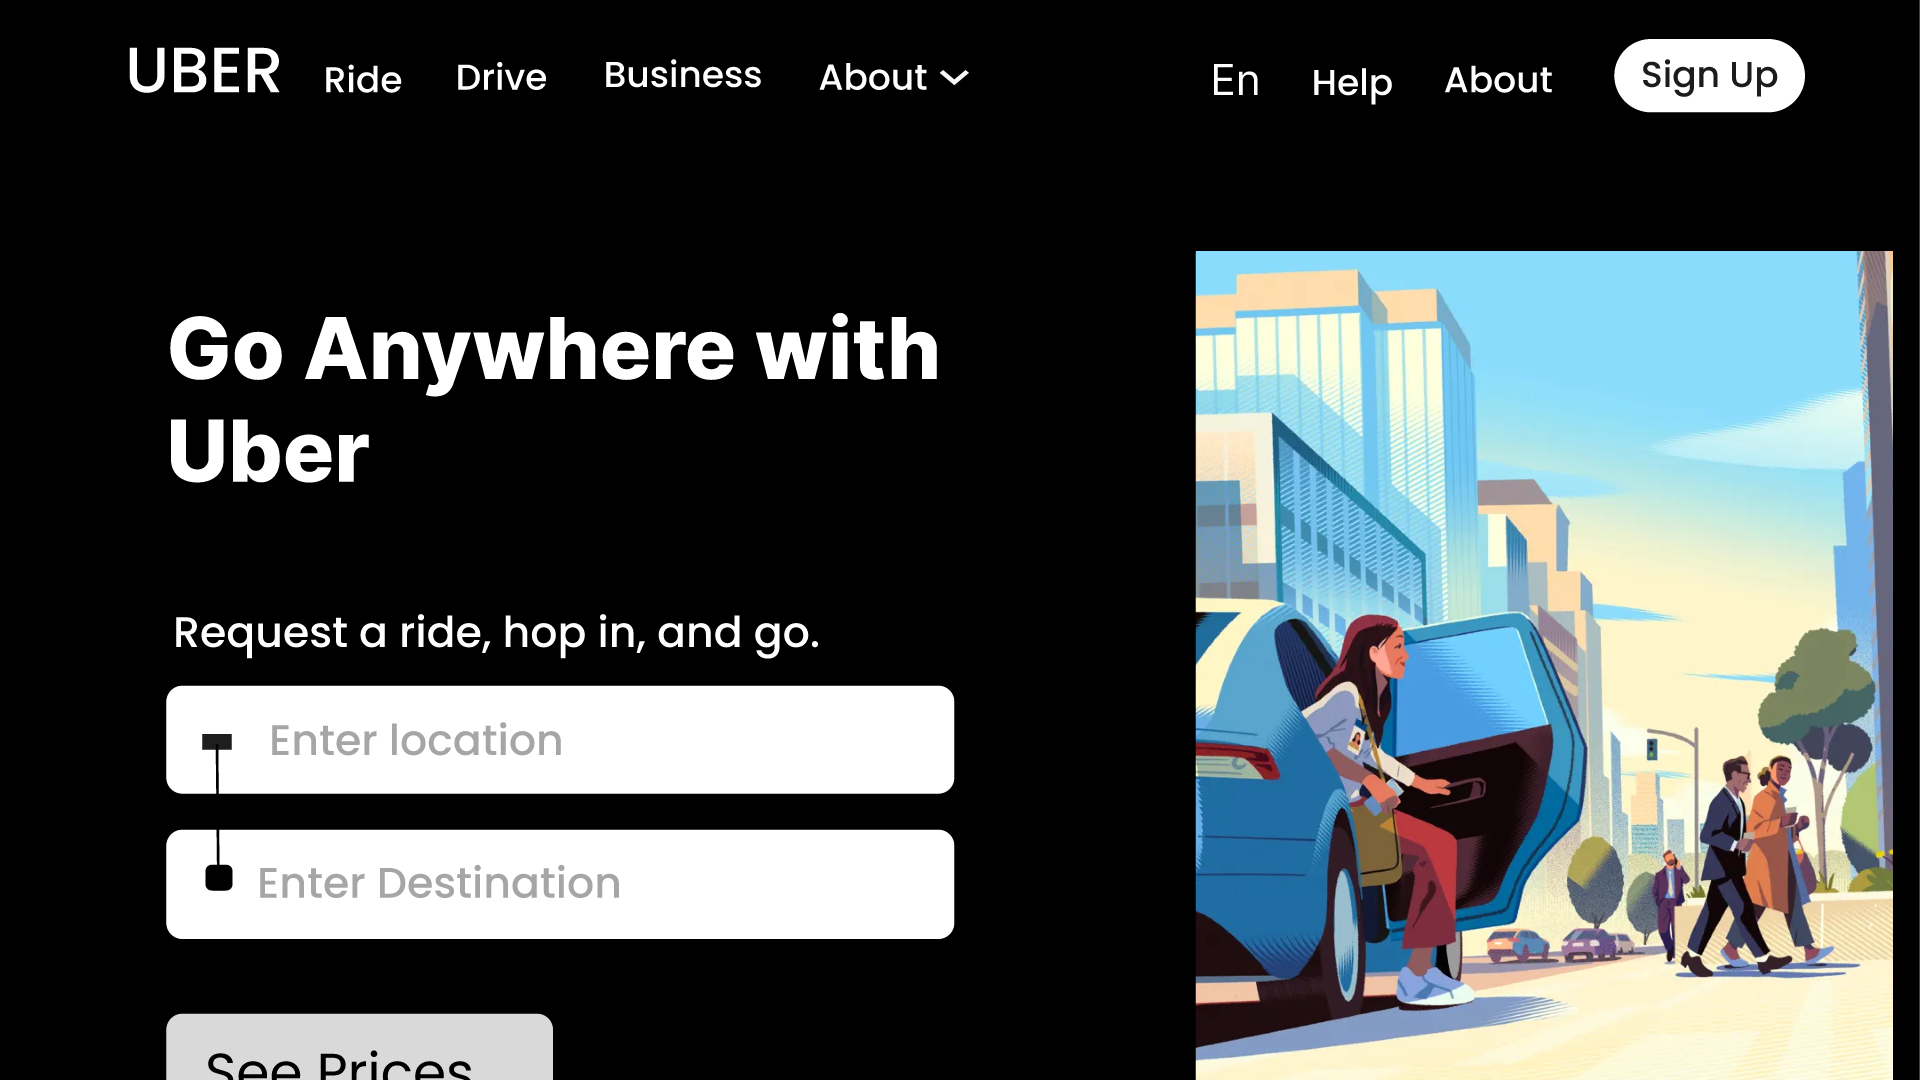 UBER Ride Drive Business About En Help About Sign Up
Go Anywhere with
Uber
Request a ride, hop in, and go.
Enter location
Enter Destination
See Prices